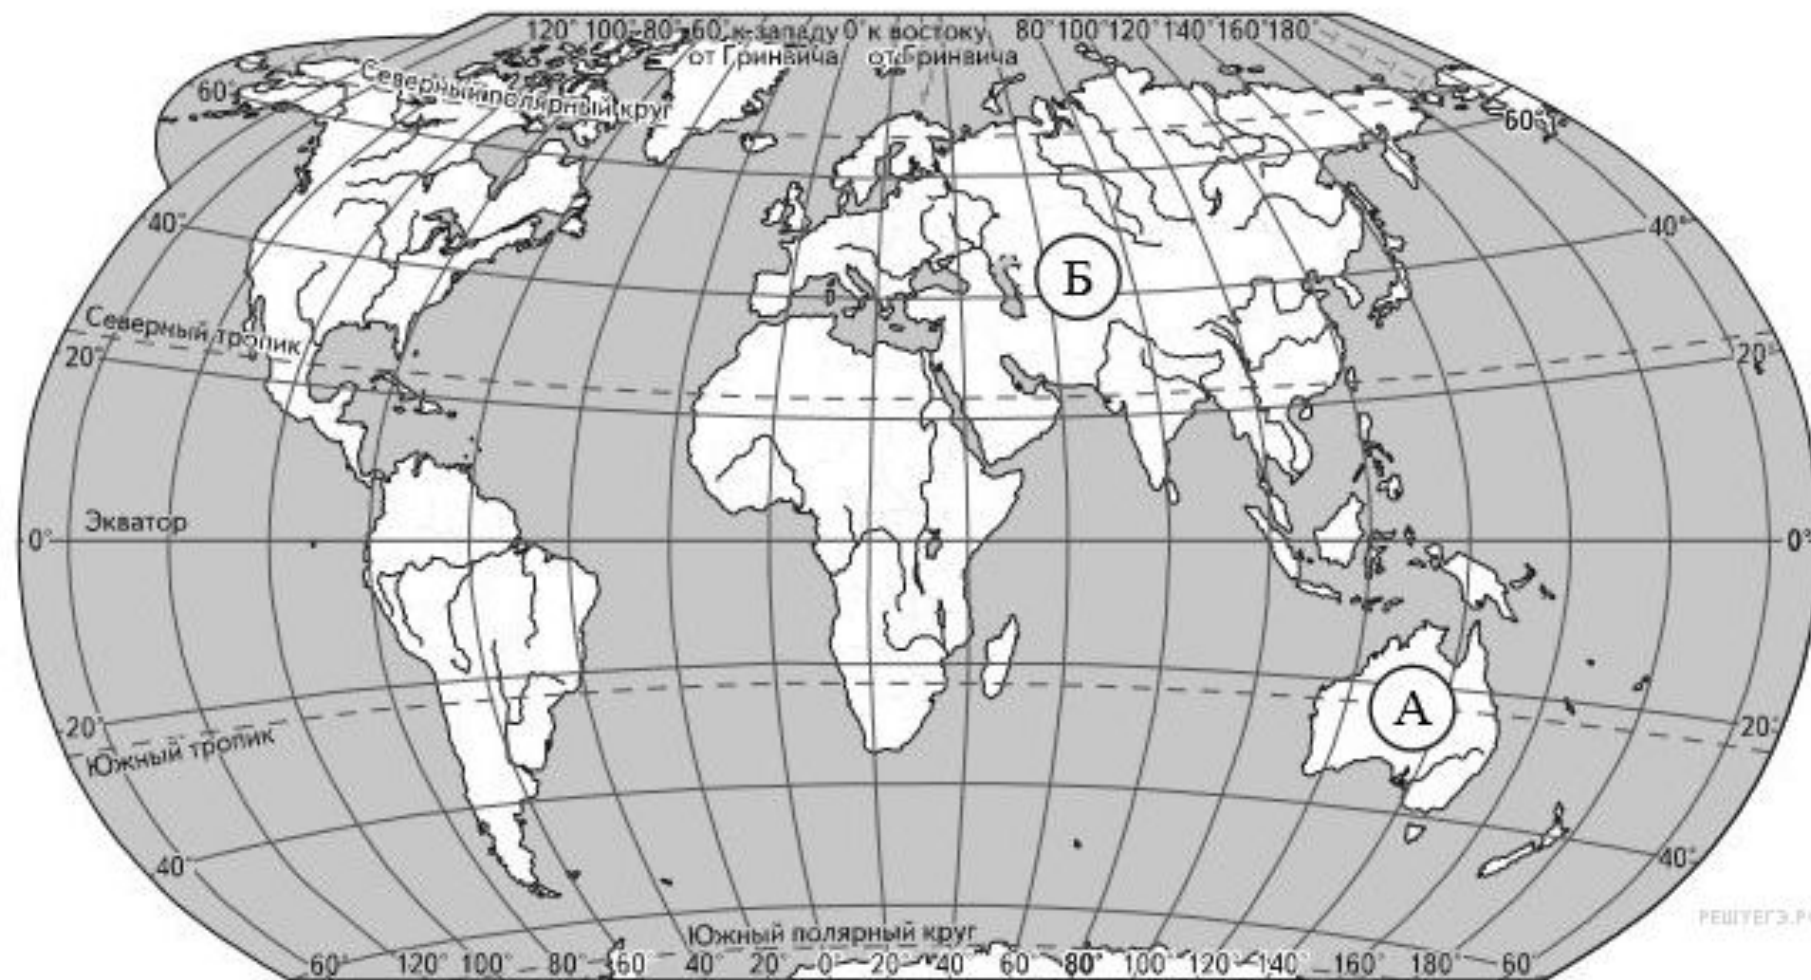 120° 100° 80° 60° к западу 0° к востоку 80° 100° 120° 140° 160° 180°
от Гринвича от Гринвича
Северный полярный круг
60° 60°
40° 40°
Северный тропик
20° 20°
Б
Экватор
0° 0°
А
20° 20°
Южный тропик
40° 40°
Южный полярный круг
60° 120° 100° 80° 60 40° 20° 0° 20° 40 60 80° 100° 120° 140° 160° 180° 60